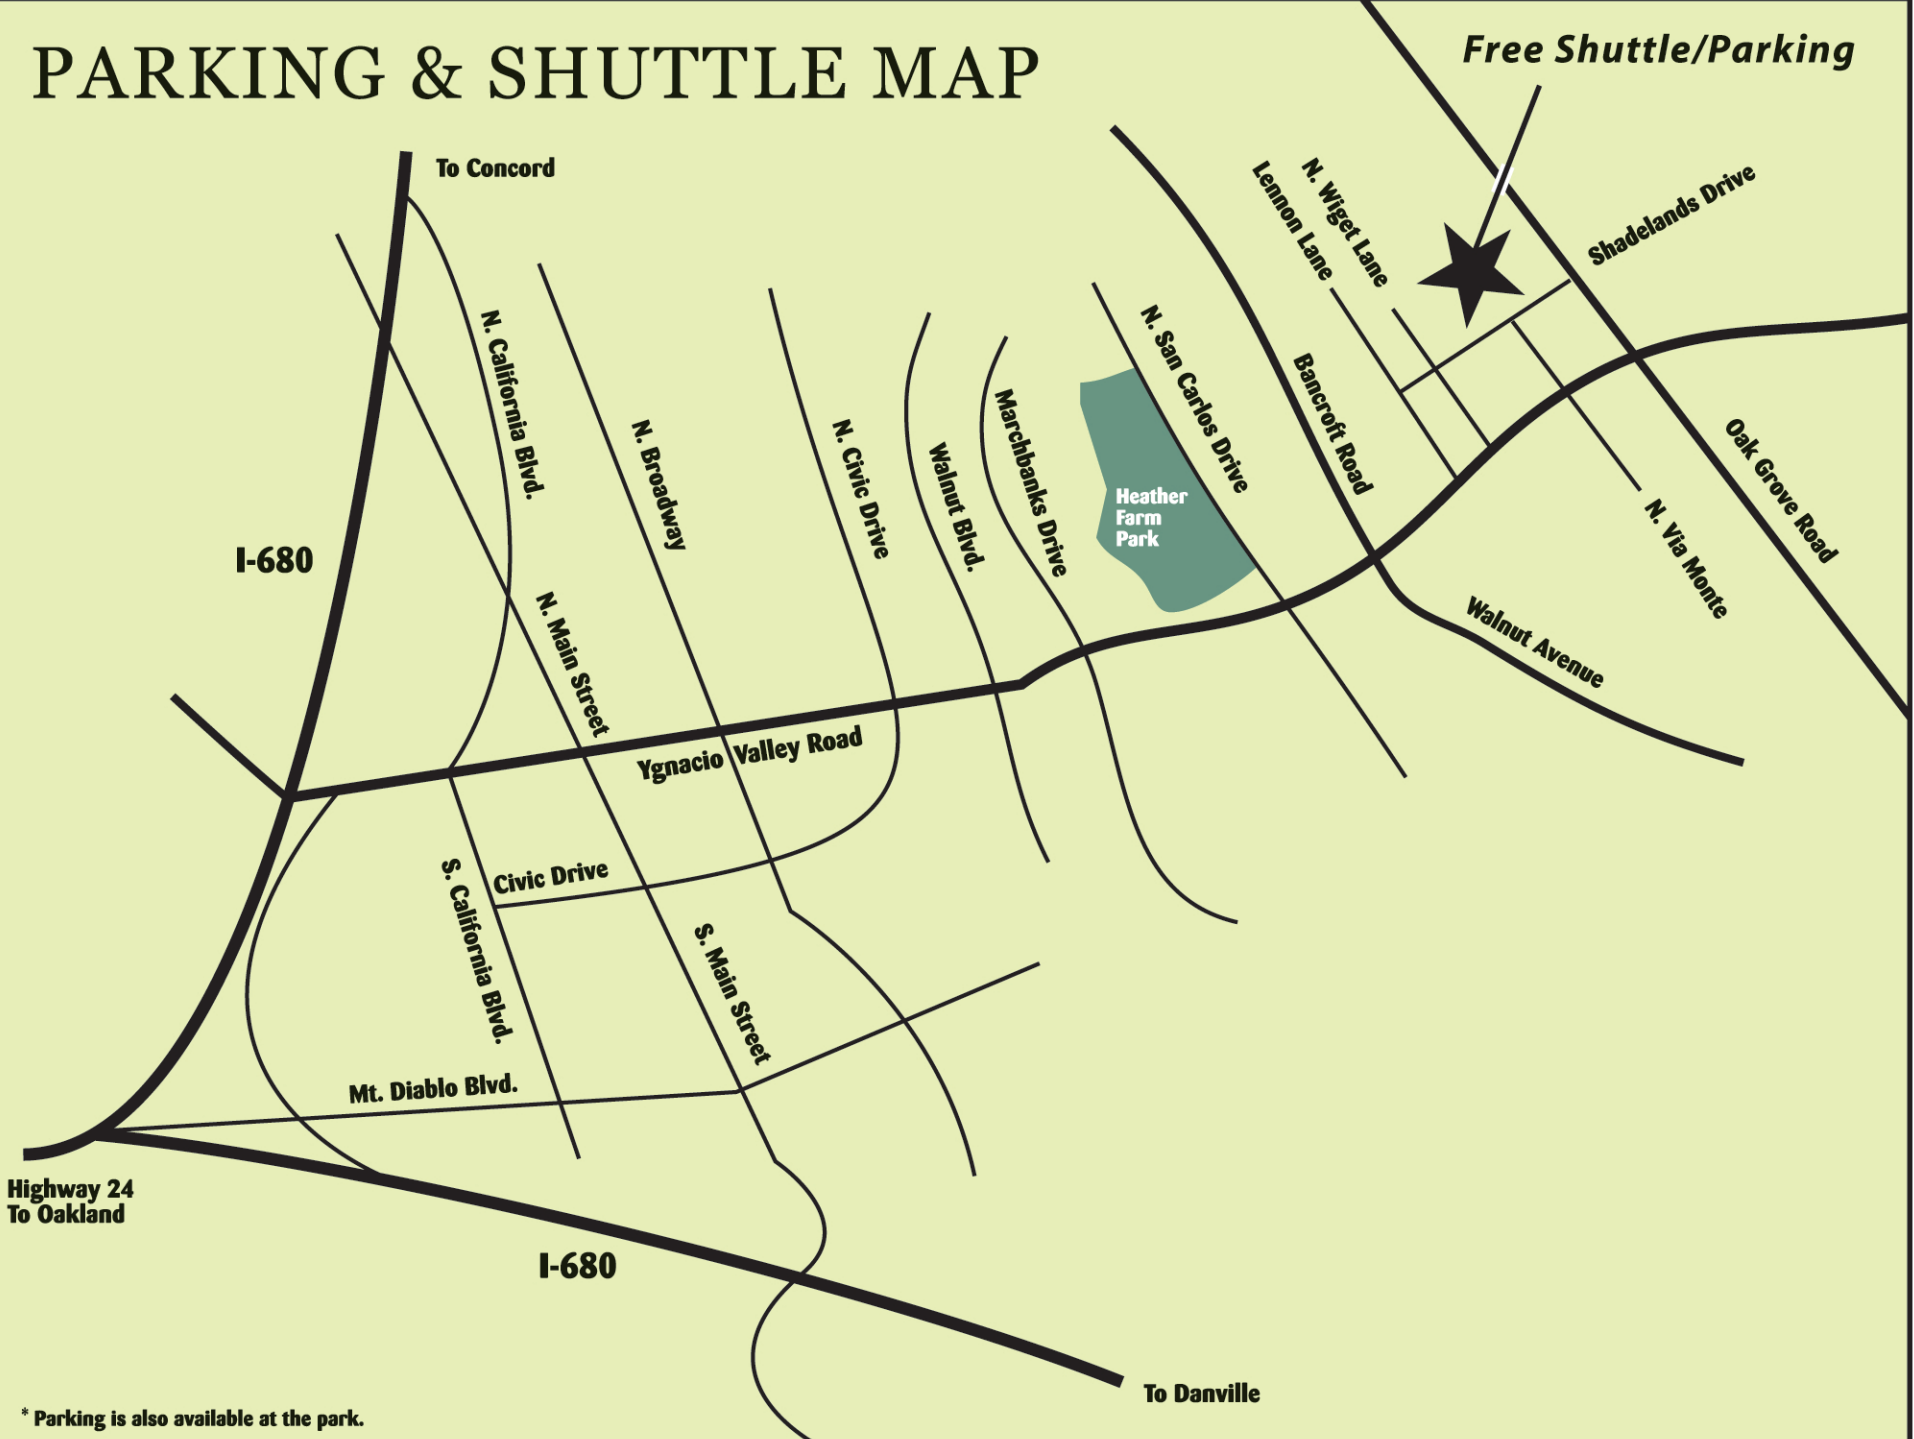 PARKING & SHUTTLE MAP
Free Shuttle/Parking
To Concord
Lennon Lane
N. Wiget Lane
Shadelands Drive
N. California Blvd.
N. Broadway
N. Civic Drive
Walnut Blvd.
Marchbanks Drive
N. San Carlos Drive
Bancroft Road
Oak Grove Road
Heather
Farm
Park
N. Via Monte
I-680
N. Main Street
Walnut Avenue
Ygnacio Valley Road
S. California Blvd.
Civic Drive
S. Main Street
Mt. Diablo Blvd.
Highway 24
To Oakland
I-680
To Danville
* Parking is also available at the park.